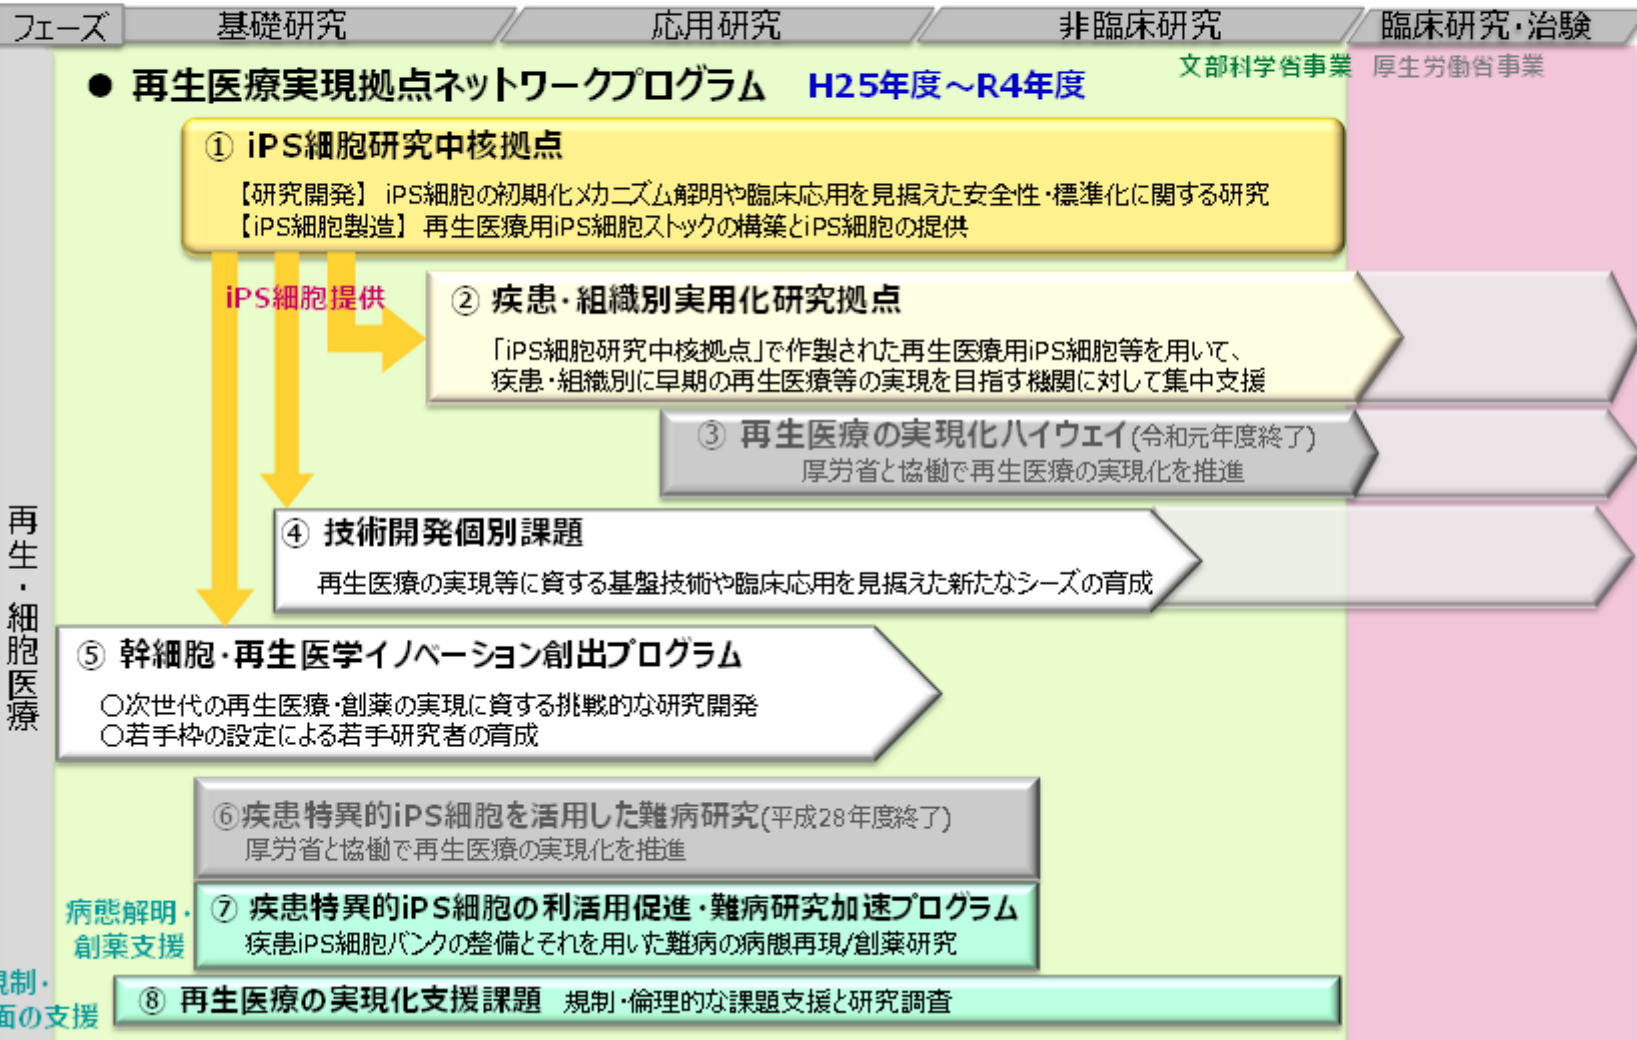 フェーズ
基礎研究
応用研究
非臨床研究
臨床研究・治験
文部科学省事業
厚生労働省事業
● 再生医療実現拠点ネットワークプログラム H25年度～R4年度
① iPS細胞研究中核拠点
【研究開発】 iPS細胞の初期化メカニズム解明や臨床応用を見据えた安全性・標準化に関する研究
【iPS細胞製造】 再生医療用iPS細胞ストックの構築とiPS細胞の提供
iPS細胞提供
② 疾患・組織別実用化研究拠点
「iPS細胞研究中核拠点」で作製された再生医療用iPS細胞等を用いて、
疾患・組織別に早期の再生医療等の実現を目指す機関に対して集中支援
③ 再生医療の実現化ハイウェイ(令和元年度終了)
厚労省と協働で再生医療の実現化を推進
④ 技術開発個別課題
再生医療の実現等に資する基盤技術や臨床応用を見据えた新たなシーズの育成
再生・細胞医療
⑤ 幹細胞・再生医学イノベーション創出プログラム
○次世代の再生医療・創薬の実現に資する挑戦的な研究開発
○若手枠の設定による若手研究者の育成
⑥疾患特異的iPS細胞を活用した難病研究(平成28年度終了)
厚労省と協働で再生医療の実現化を推進
病態解明・
創薬支援
⑦ 疾患特異的iPS細胞の利活用促進・難病研究加速プログラム
疾患iPS細胞バンクの整備とそれを用いた難病の病態再現/創薬研究
規制・
面の支援
⑧ 再生医療の実現化支援課題 規制・倫理的な課題支援と研究調査